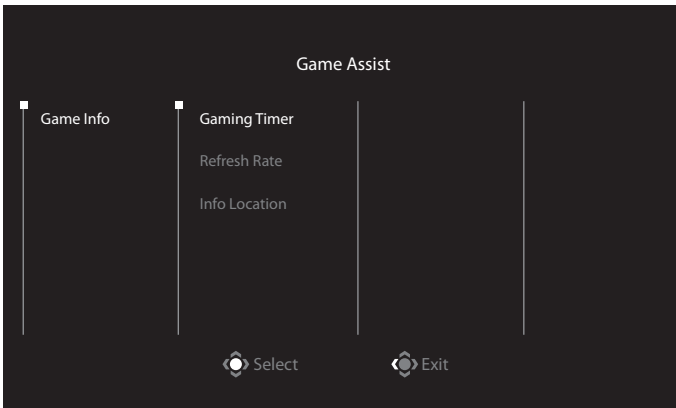 Game Assist
Game Info
Gaming Timer
Refresh Rate
Info Location
Select
Exit